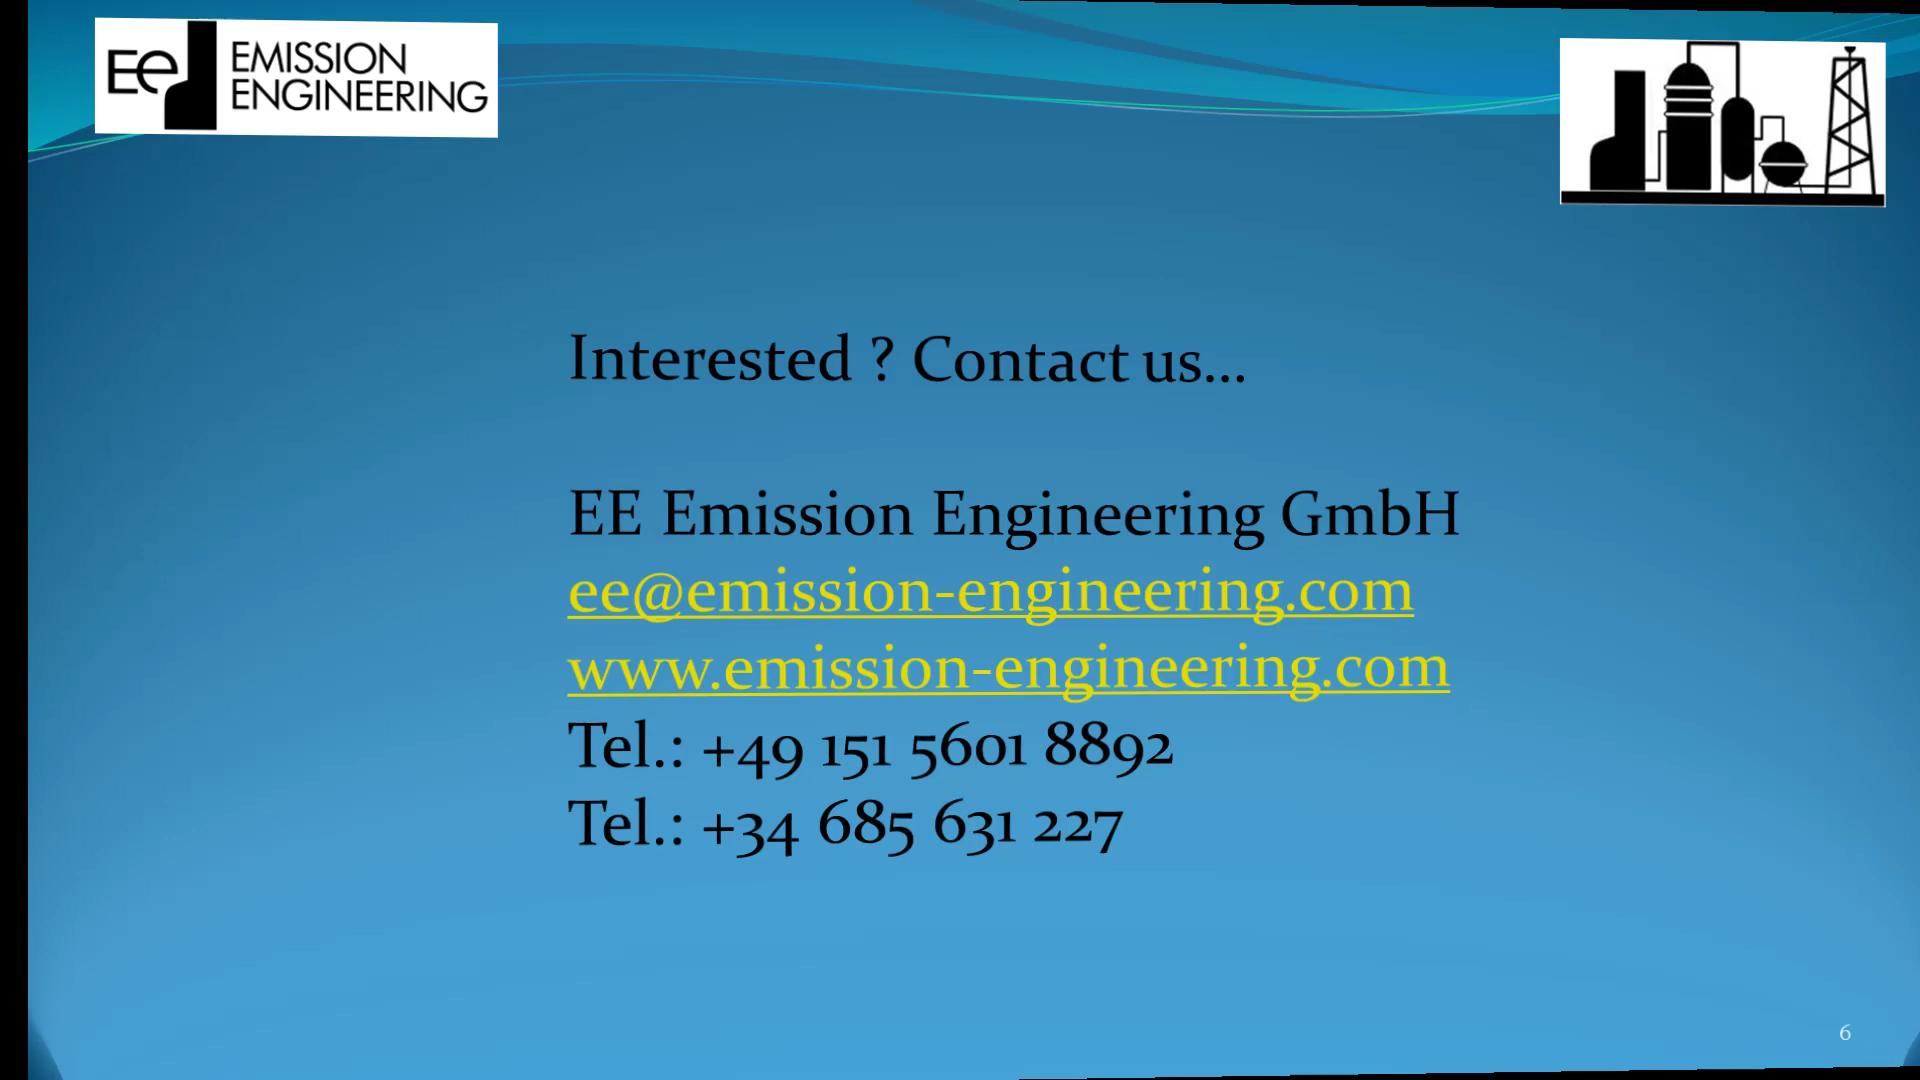 Ee EMISSION
ENGINEERING
Interested ? Contact us...
EE Emission Engineering GmbH
ee@emission-engineering.com
www.emission-engineering.com
Tel.: +49 151 5601 8892
Tel.: +34 685 631 227
6